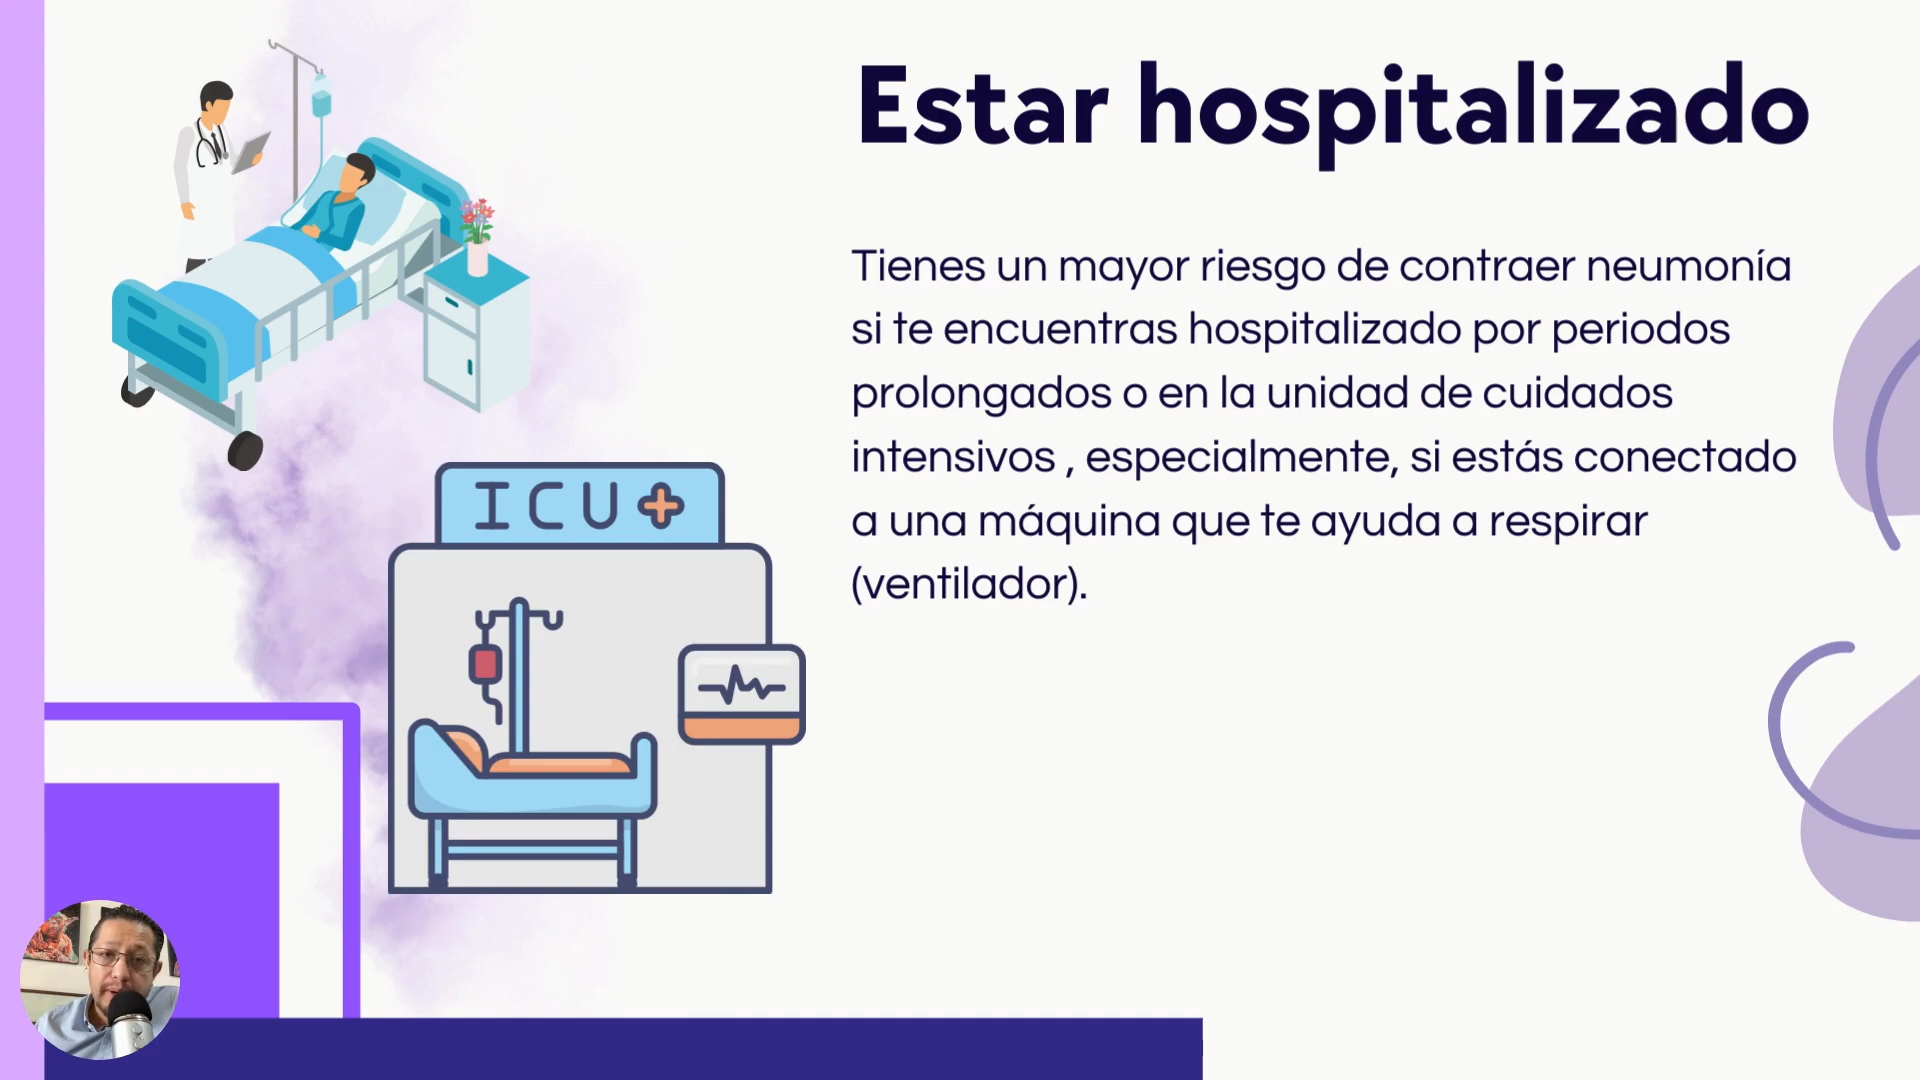 Estar hospitalizado
Tienes un mayor riesgo de contraer neumonía
si te encuentras hospitalizado por periodos
prolongados o en la unidad de cuidados
intensivos , especialmente, si estás conectado
a una máquina que te ayuda a respirar
(ventilador).
ICU